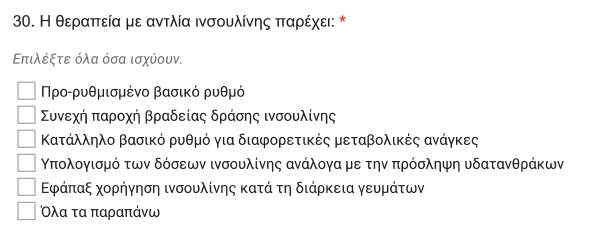 30. Η θεραπεία με αντλία ινσουλίνης παρέχει: *
Επιλέξτε όλα όσα ισχύουν.
Προ-ρυθμισμένο βασικό ρυθμό
Συνεχή παροχή βραδείας δράσης ινσουλίνης
Κατάλληλο βασικό ρυθμό για διαφορετικές μεταβολικές ανάγκες
Υπολογισμό των δόσεων ινσουλίνης ανάλογα με την πρόσληψη υδατανθράκων
Εφάπαξ χορήγηση ινσουλίνης κατά τη διάρκεια γευμάτων
Όλα τα παραπάνω